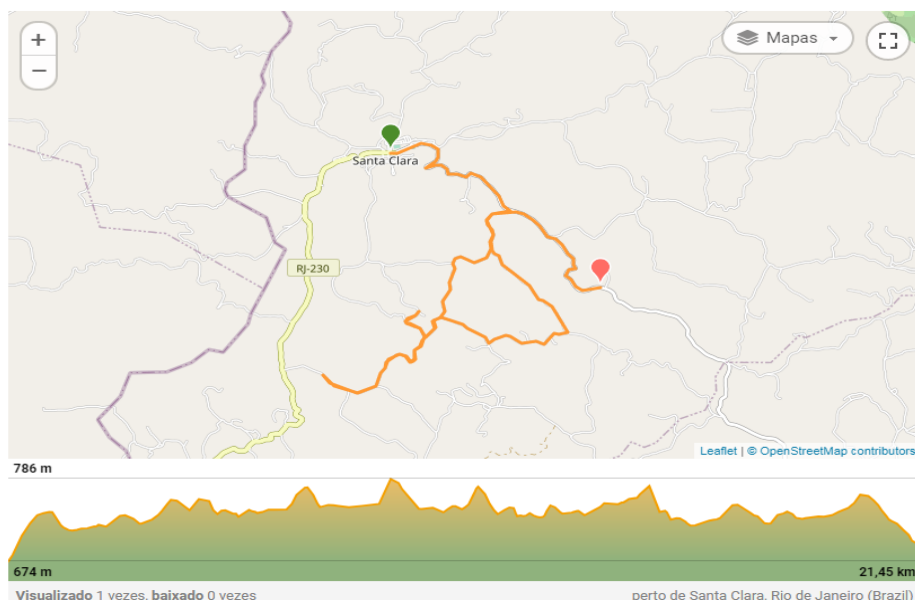 +
Mapas
−
Santa Clara
RJ-230
Leaflet | © OpenStreetMap contributors
786 m
674 m
21,45 km
Visualizado 1 vezes, baixado 0 vezes
perto de Santa Clara, Rio de Janeiro (Brazil)